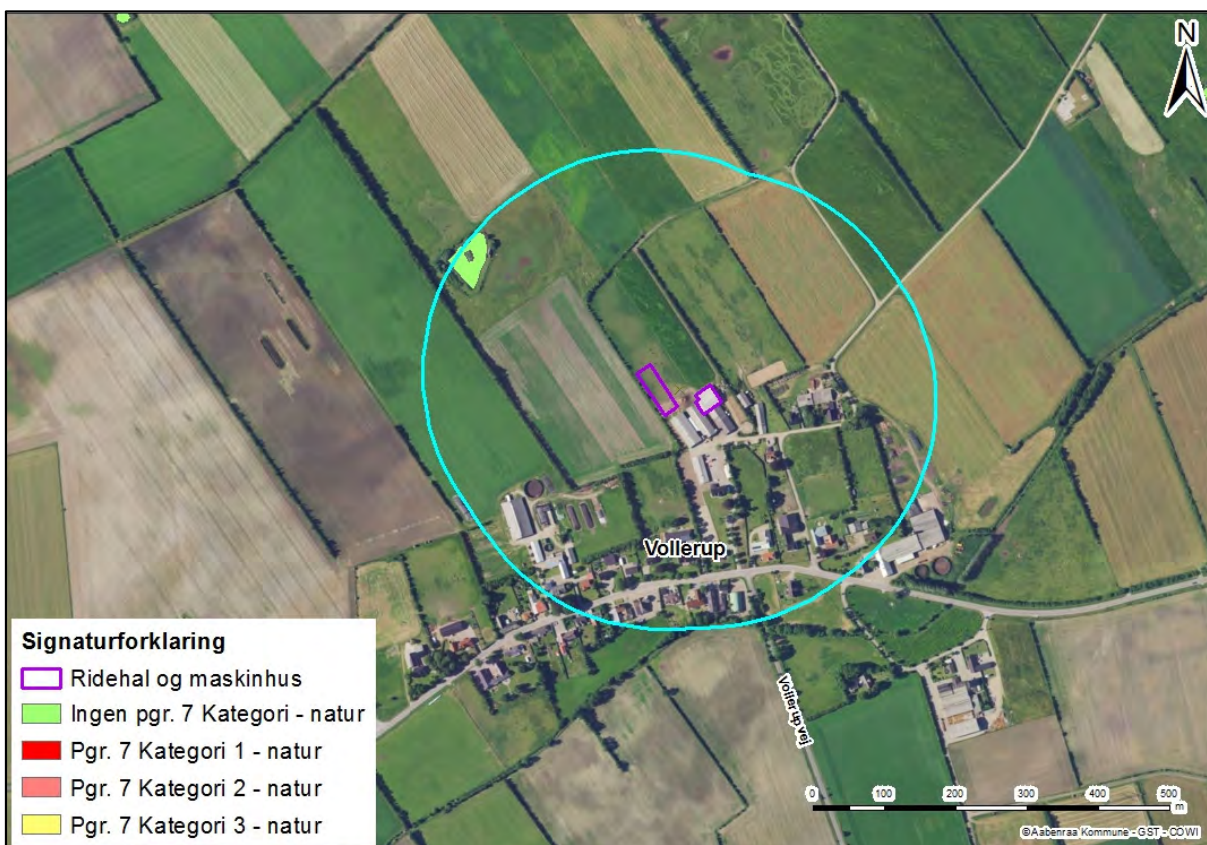 N
Vollerup
Vollerup vej
Signaturforklaring
Ridehal og maskinhus
Ingen pgr. 7 Kategori - natur
Pgr. 7 Kategori 1 - natur
Pgr. 7 Kategori 2 - natur
Pgr. 7 Kategori 3 - natur
0 100 200 300 400 500
m
©Aabenraa Kommune - GST - COWI